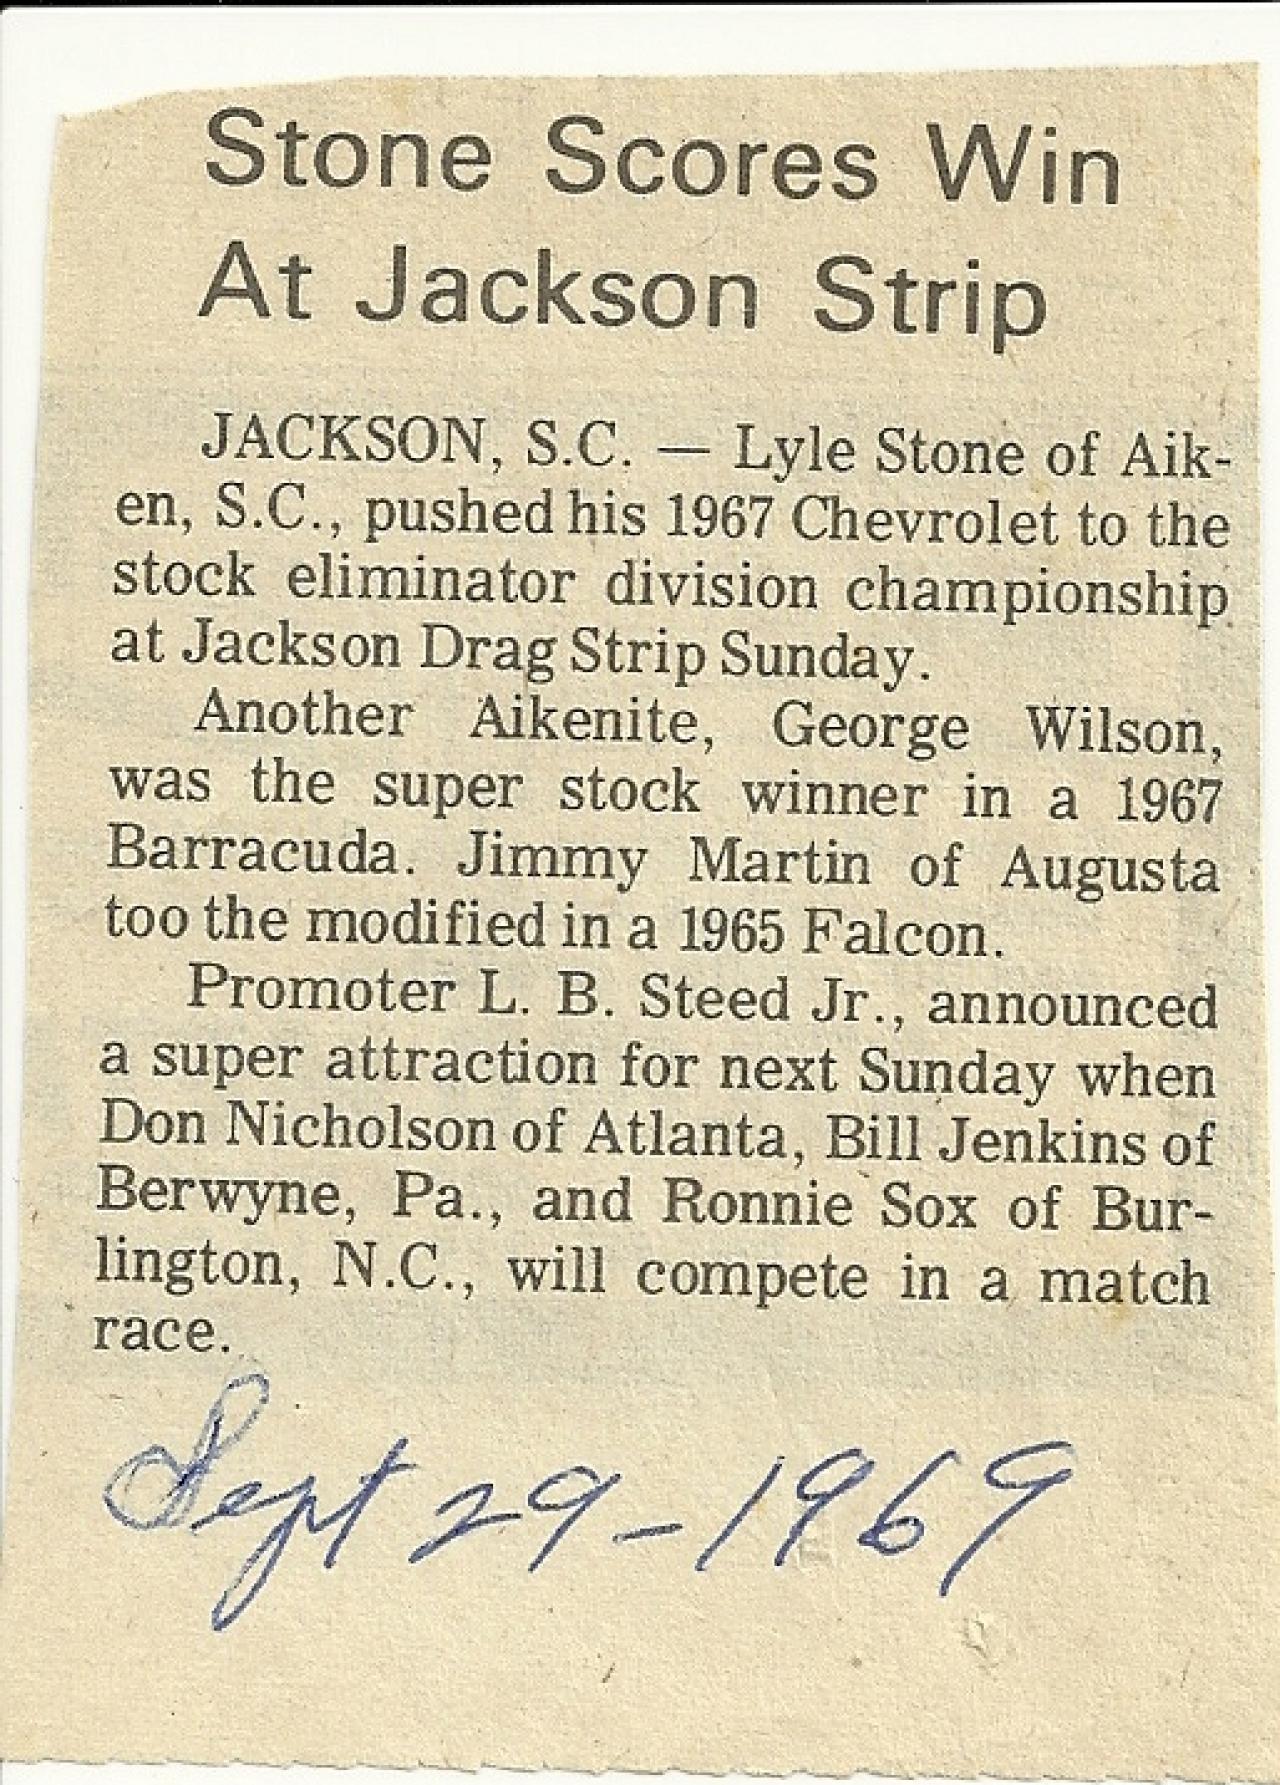 Stone Scores Win
At Jackson Strip
JACKSON, S.C. — Lyle Stone of Aik-
en, S.C., pushed his 1967 Chevrolet to the
stock eliminator division championship
at Jackson Drag Strip Sunday.
Another Aikenite, George Wilson,
was the super stock winner in a 1967
Barracuda. Jimmy Martin of Augusta
too the modified in a 1965 Falcon.
Promoter L. B. Steed Jr., announced
a super attraction for next Sunday when
Don Nicholson of Atlanta, Bill Jenkins of
Berwyne, Pa., and Ronnie Sox of Bur-
lington, N.C., will compete in a match
race.
Sept 29 - 1969